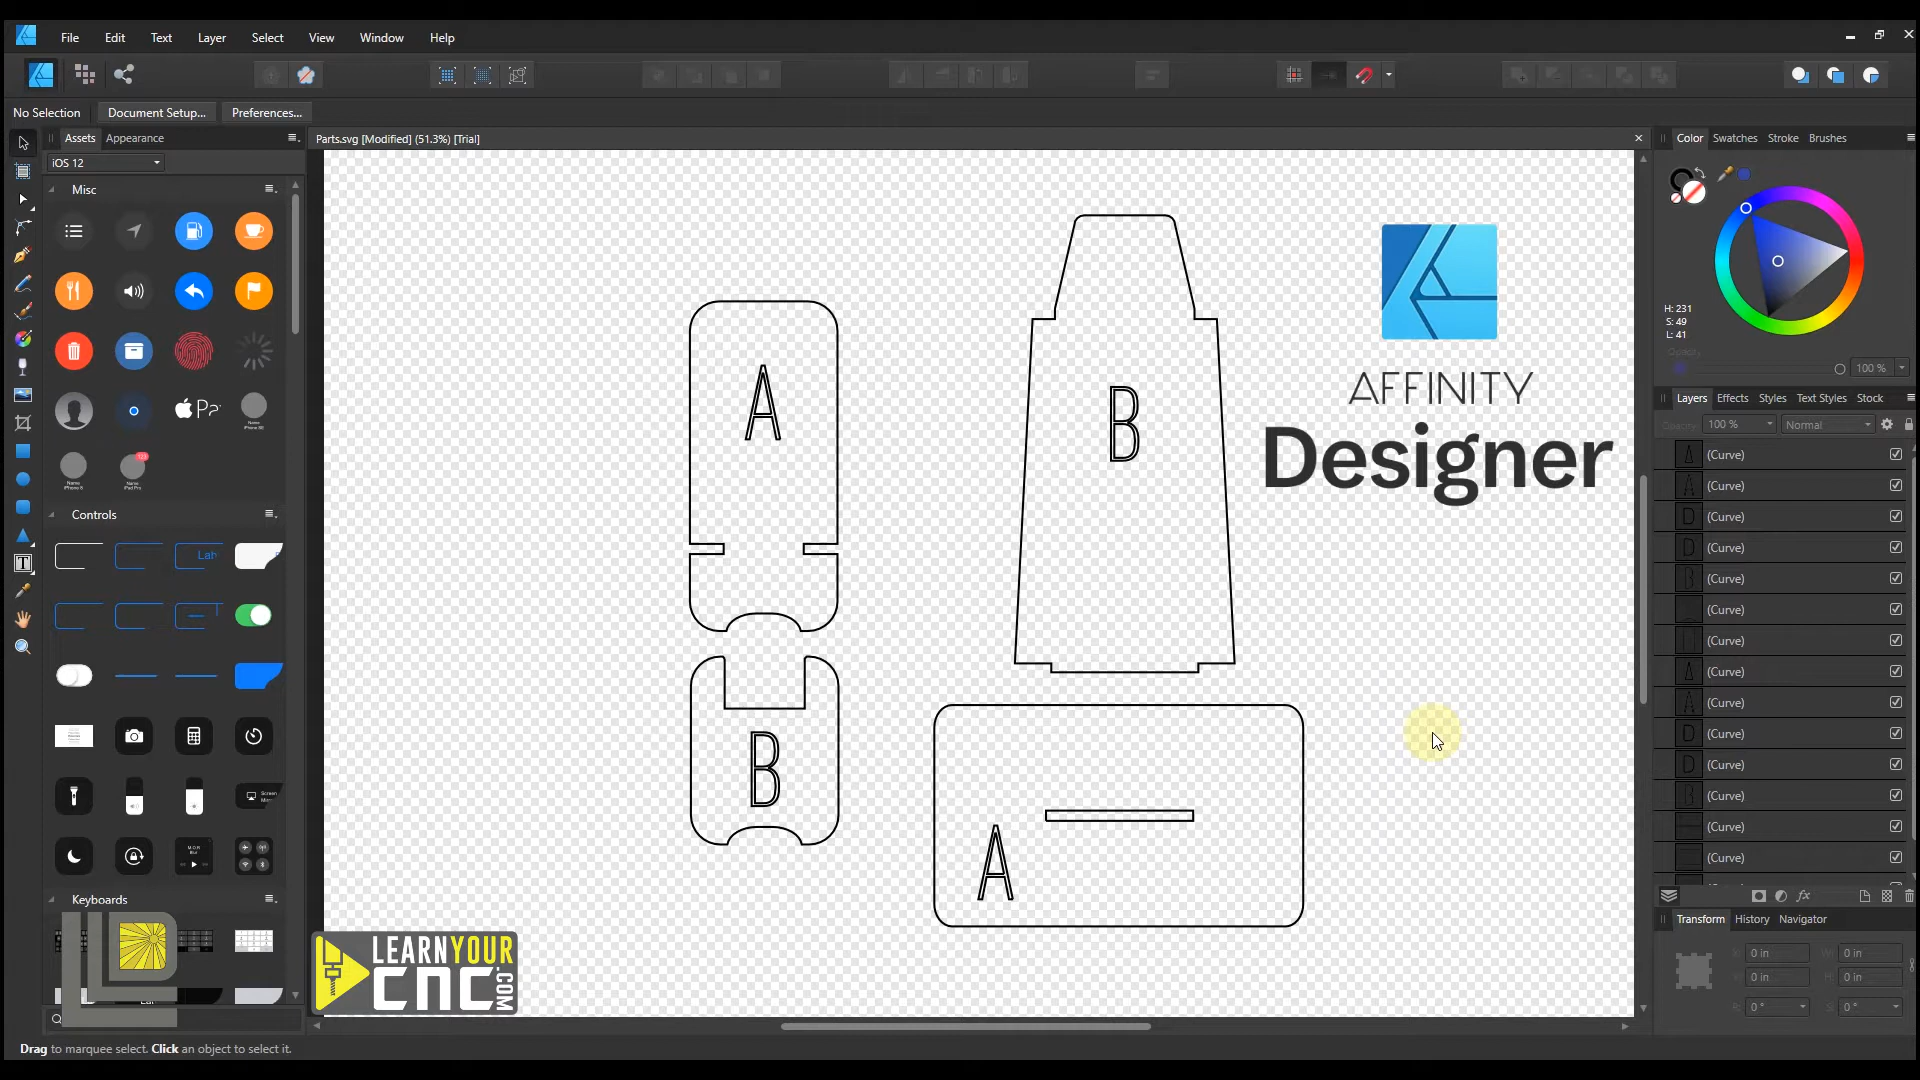 File Edit Text Layer Select View Window Help
No Selection Document Setup... Preferences...
Assets Appearance
iOS 12
Misc
Controls
Lab
Keyboards
Parts.svg [Modified] (51.3%) [Trial]
A
B
B
A
AFFINITY
Designer
LEARNYOUR
CNC
.COM
Color Swatches Stroke Brushes
H: 231
S: 49
L: 41
Opacity
100 %
Layers Effects Styles Text Styles Stock
Opacity: 100 % Normal
(Curve)
(Curve)
(Curve)
(Curve)
(Curve)
(Curve)
(Curve)
(Curve)
(Curve)
(Curve)
(Curve)
(Curve)
(Curve)
(Curve)
Transform History Navigator
X: 0 in W: 0 in
Y: 0 in H: 0 in
R: 0 ° S: 0 °
Drag to marquee select. Click an object to select it.